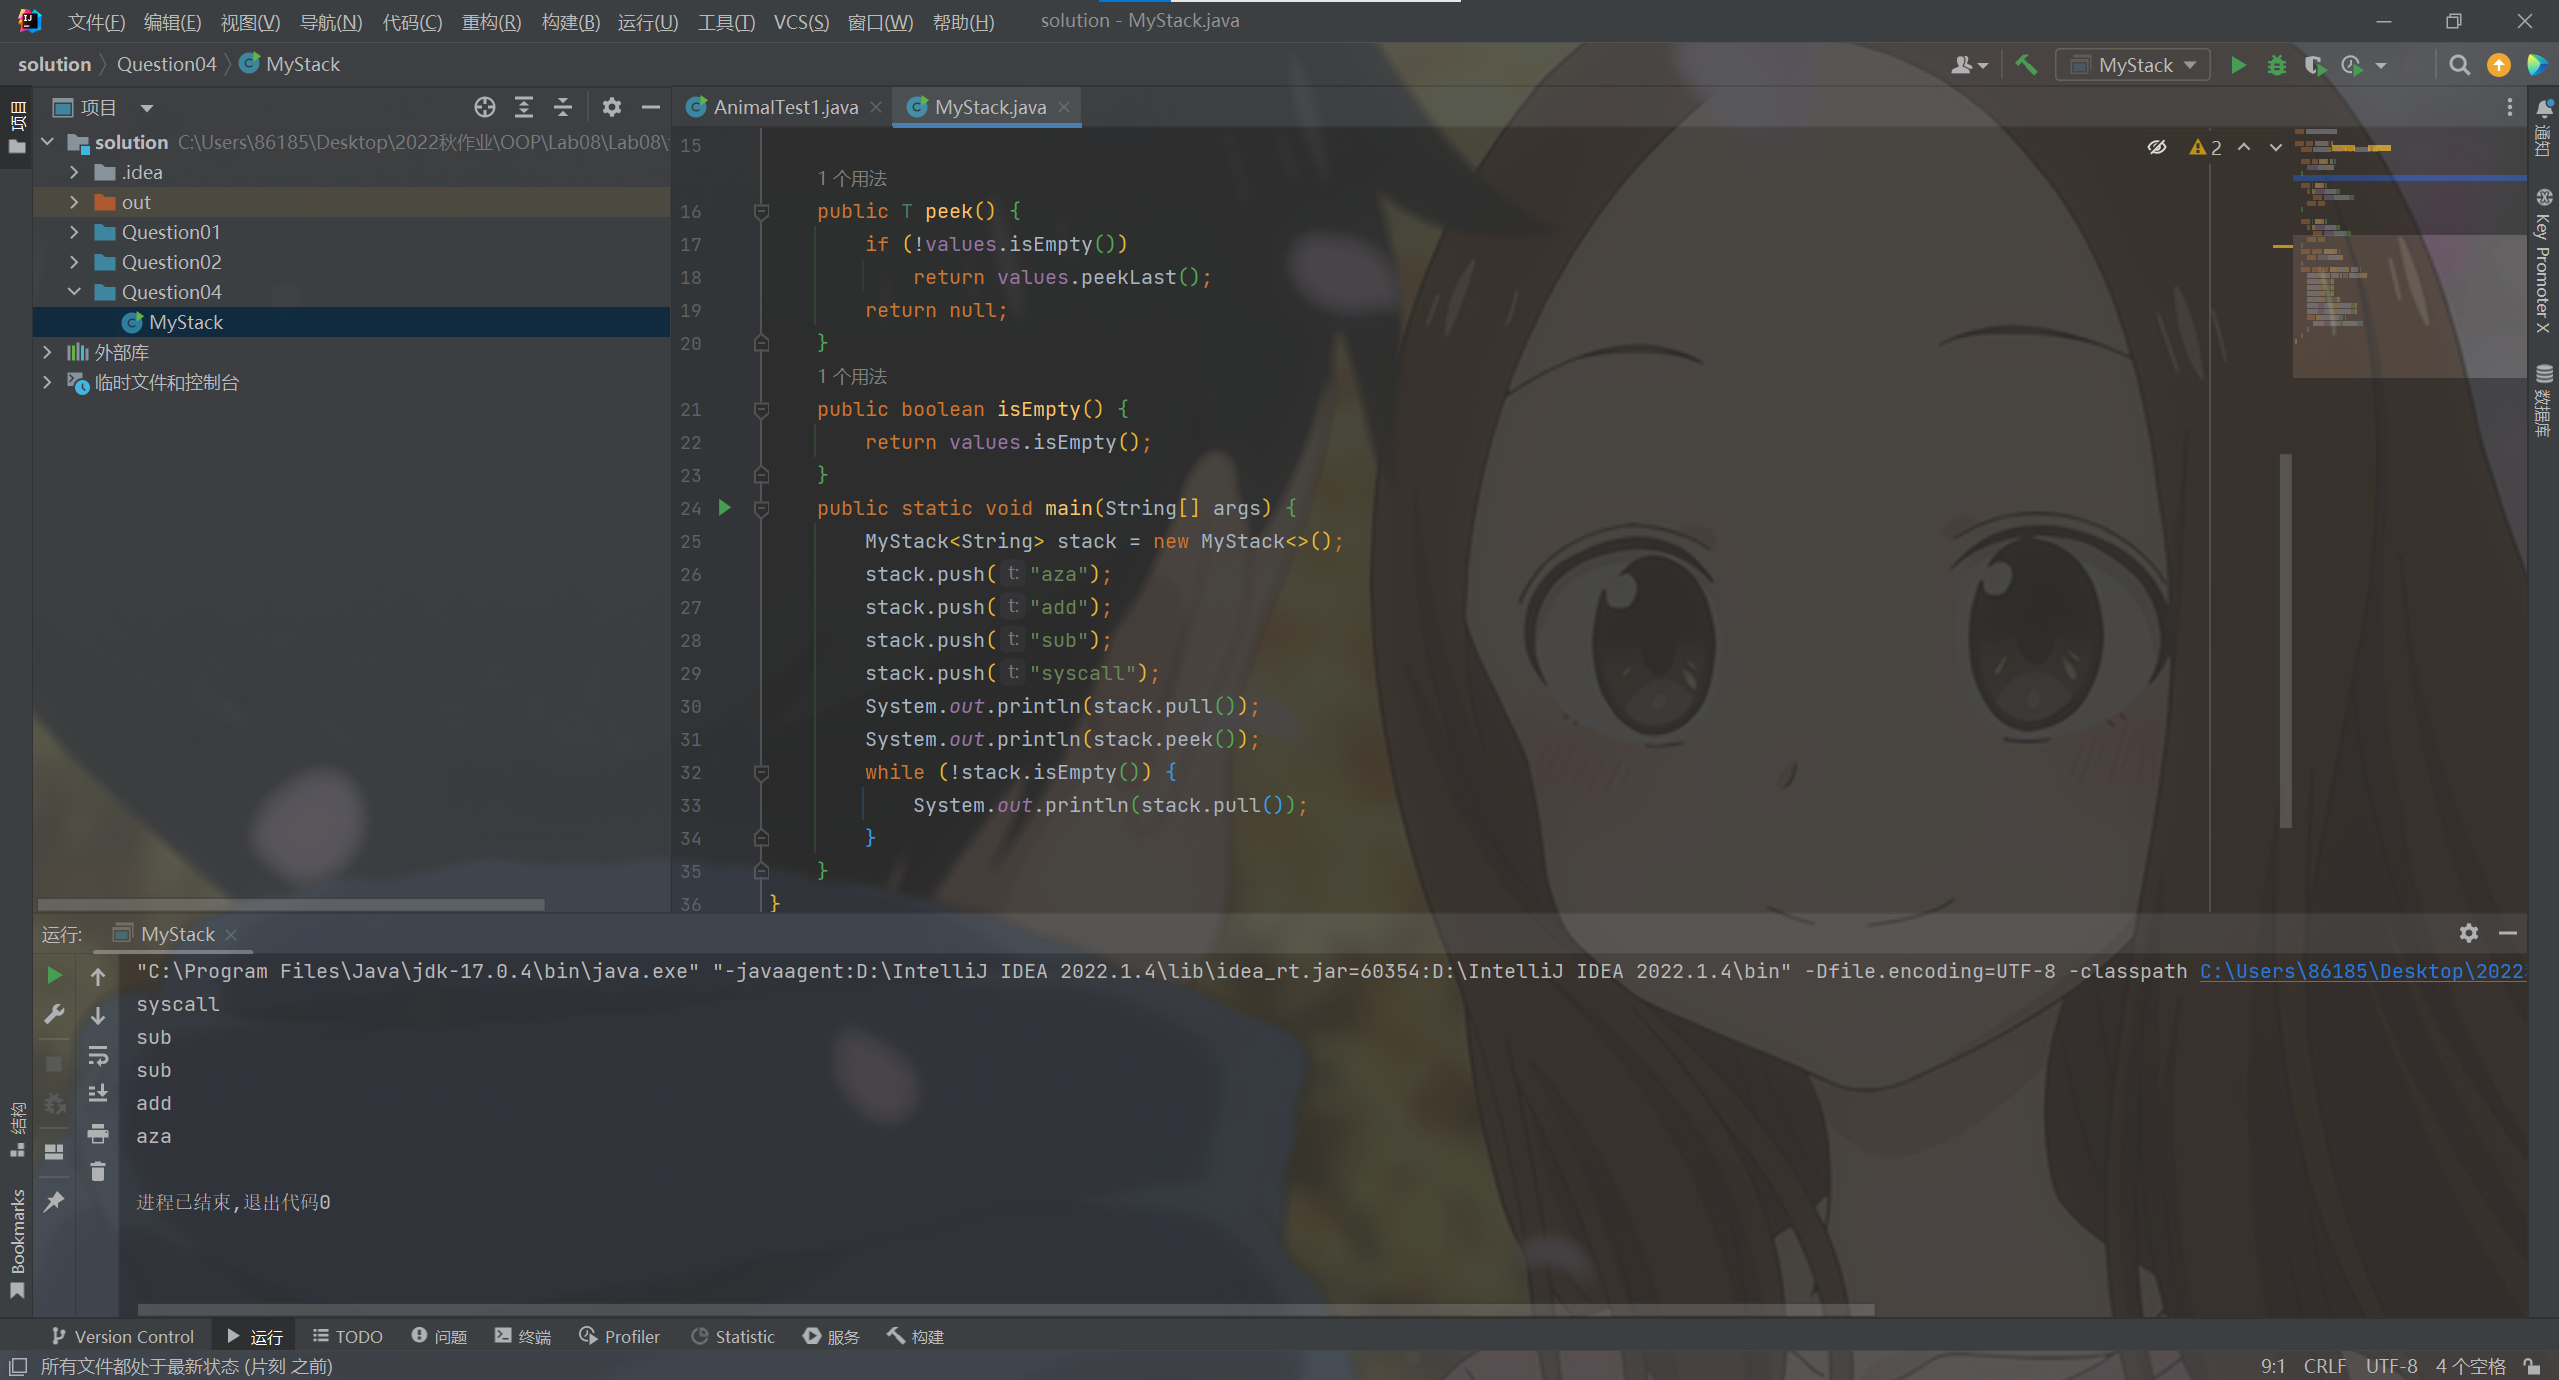 文件(F) 编辑(E) 视图(V) 导航(N) 代码(C) 重构(R) 构建(B) 运行(U) 工具(T) VCS(S) 窗口(W) 帮助(H) solution - MyStack.java
solution Question04 MyStack
MyStack
项目
项目
solution C:\Users\86185\Desktop\2022秋作业\OOP\Lab08\Lab08\
.idea
out
Question01
Question02
Question04
MyStack
外部库
临时文件和控制台
结构
Bookmarks
AnimalTest1.java MyStack.java
2
15
1 个用法
16 public T peek() {
17 if (!values.isEmpty())
18 return values.peekLast();
19 return null;
20 }
1 个用法
21 public boolean isEmpty() {
22 return values.isEmpty();
23 }
24 public static void main(String[] args) {
25 MyStack<String> stack = new MyStack<>();
26 stack.push( t: "aza");
27 stack.push( t: "add");
28 stack.push( t: "sub");
29 stack.push( t: "syscall");
30 System.out.println(stack.pull());
31 System.out.println(stack.peek());
32 while (!stack.isEmpty()) {
33 System.out.println(stack.pull());
34 }
35 }
36 }
通知
Key Promoter X
数据库
运行: MyStack
"C:\Program Files\Java\jdk-17.0.4\bin\java.exe" "-javaagent:D:\IntelliJ IDEA 2022.1.4\lib\idea_rt.jar=60354:D:\IntelliJ IDEA 2022.1.4\bin" -Dfile.encoding=UTF-8 -classpath C:\Users\86185\Desktop\2022
syscall
sub
sub
add
aza
进程已结束,退出代码0
Version Control 运行 TODO 问题 终端 Profiler Statistic 服务 构建
所有文件都处于最新状态 (片刻 之前) 9:1 CRLF UTF-8 4 个空格